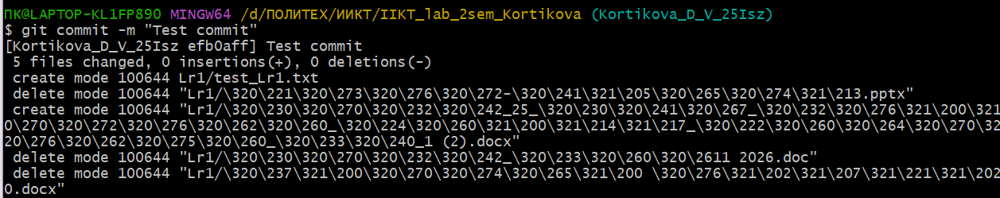 ПК@LAPTOP-KL1FP890 MINGW64 /d/ПОЛИТЕХ/ИИКТ/IIKT_lab_2sem_Kortikova (Kortikova_D_V_25Isz)
$ git commit -m "Test commit"
[Kortikova_D_V_25Isz efb0aff] Test commit
 5 files changed, 0 insertions(+), 0 deletions(-)
 create mode 100644 Lr1/test_Lr1.txt
 delete mode 100644 "Lr1/\320\221\320\273\320\276\320\272-\320\241\321\205\320\265\320\274\321\213.pptx"
 create mode 100644 "Lr1/\320\230\320\270\320\232\320\242_25_\320\230\320\241\320\267_\320\232\320\276\321\200\321
0\270\320\272\320\276\320\262\320\260_\320\224\320\260\321\200\321\214\321\217_\320\222\320\260\320\264\320\270\32
20\276\320\262\320\275\320\260_\320\233\320\240_1 (2).docx"
 delete mode 100644 "Lr1/\320\230\320\270\320\232\320\242_\320\233\320\260\320\2611 2026.doc"
 delete mode 100644 "Lr1/\320\237\321\200\320\270\320\274\320\265\321\200 \320\276\321\202\321\207\321\221\321\202
0.docx"